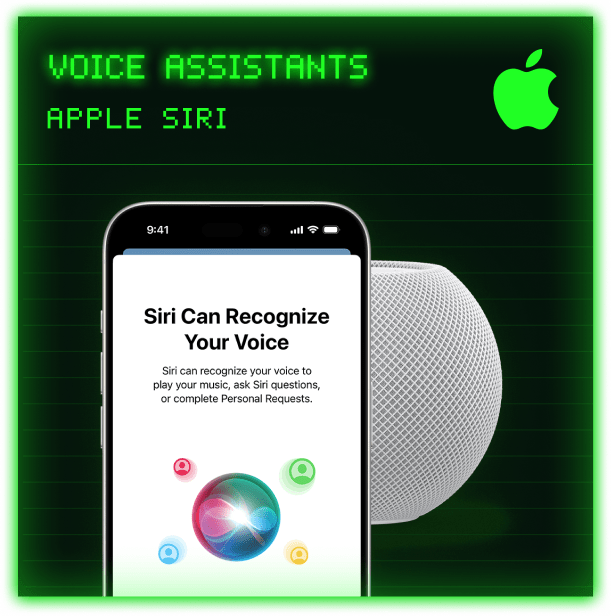 VOICE ASSISTANTS
APPLE SIRI
9:41
Siri Can Recognize
Your Voice
Siri can recognize your voice to
play your music, ask Siri questions,
or complete Personal Requests.